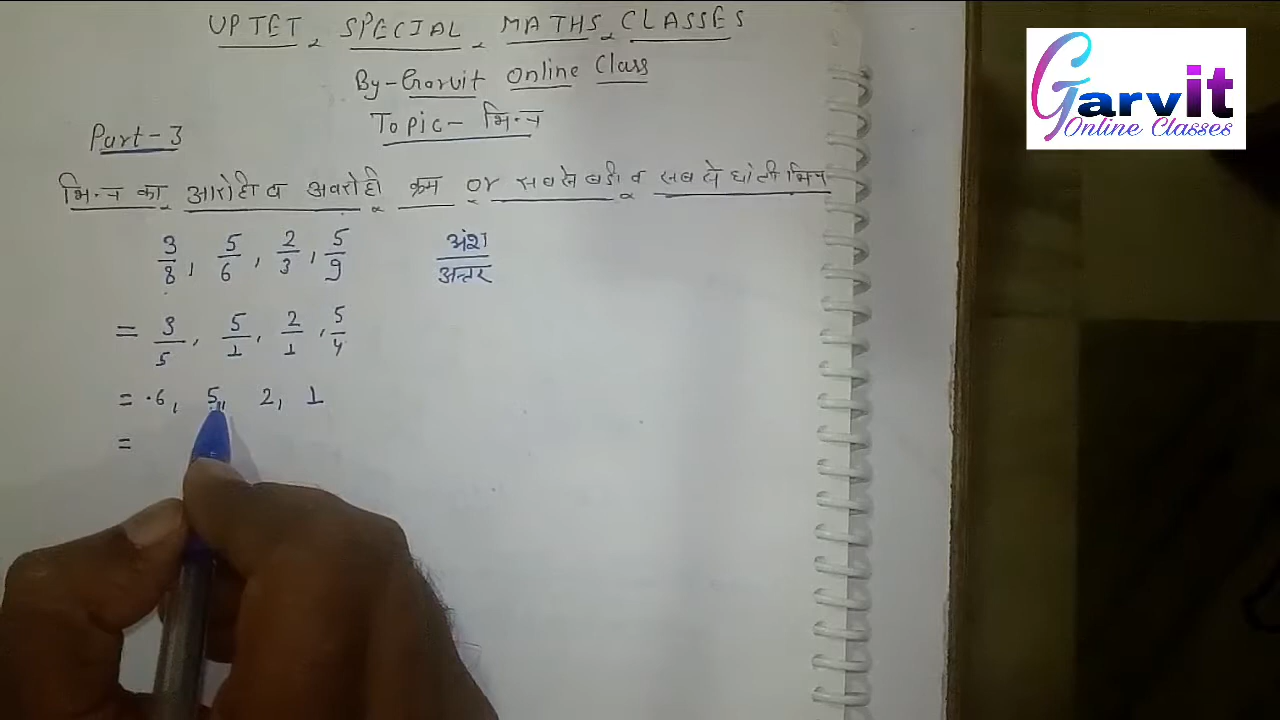 UPTET SPECIAL MATHS CLASSES
By-Garvit Online Class
Topic- भिन्न
Part-3
भिन्न का आरोही व अवरोही क्रम or सबसे बड़ी व सबसे छोटी भिन्न
3/8, 5/6, 2/3, 5/9
अंश/अन्तर
= 3/5, 5/1, 2/1, 5/4
= .6, 5, 2, 1
=
Garvit
Online Classes